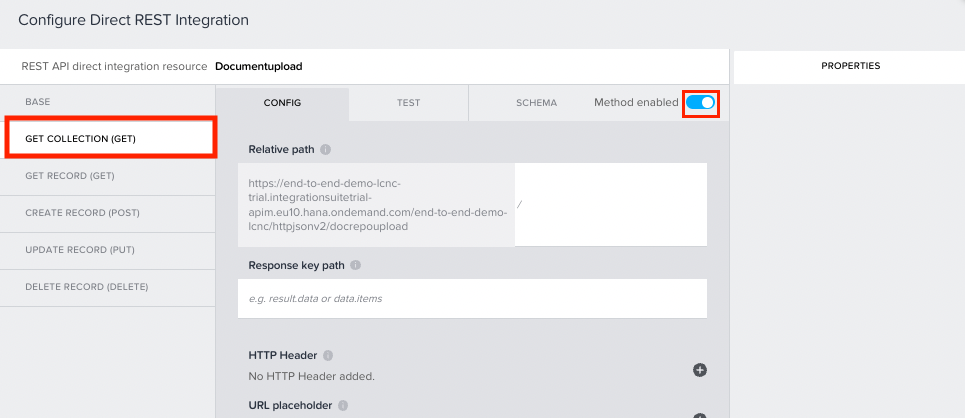 Configure Direct REST Integration
REST API direct integration resource Documentupload
PROPERTIES
BASE
CONFIG
TEST
SCHEMA
Method enabled
GET COLLECTION (GET)
GET RECORD (GET)
CREATE RECORD (POST)
UPDATE RECORD (PUT)
DELETE RECORD (DELETE)
Relative path
https://end-to-end-demo-lcnc-
trial.integrationsuitetrial-
apim.eu10.hana.ondemand.com/end-to-end-demo-
lcnc/httpjsonv2/docrepoupload
/
Response key path
e.g. result.data or data.items
HTTP Header
No HTTP Header added.
URL placeholder